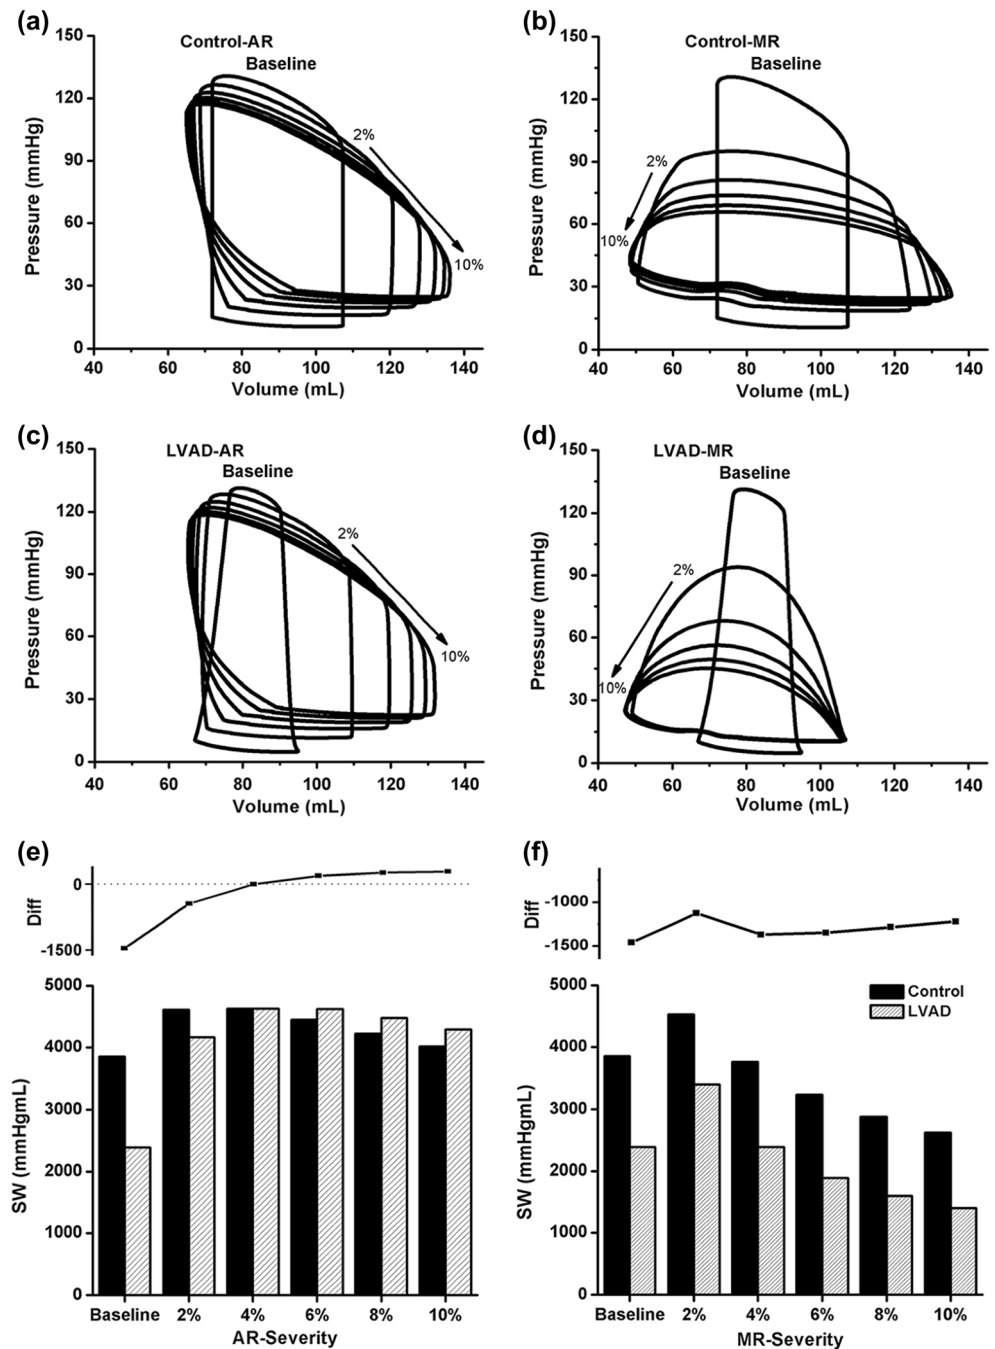 (a)
Control-AR
Baseline
2%
10%
150
120
90
60
30
0
40 60 80 100 120 140
Pressure (mmHg)
Volume (mL)
(b)
Control-MR
Baseline
2%
10%
150
120
90
60
30
0
40 60 80 100 120 140
Pressure (mmHg)
Volume (mL)
(c)
LVAD-AR
Baseline
2%
10%
150
120
90
60
30
0
40 60 80 100 120 140
Pressure (mmHg)
Volume (mL)
(d)
LVAD-MR
Baseline
2%
10%
150
120
90
60
30
0
40 60 80 100 120 140
Pressure (mmHg)
Volume (mL)
(e)
0
-1500
Diff
5000
4000
3000
2000
1000
0
SW (mmHgmL)
Baseline 2% 4% 6% 8% 10%
AR-Severity
(f)
-1000
-1500
Diff
5000
4000
3000
2000
1000
0
SW (mmHgmL)
Control
LVAD
Baseline 2% 4% 6% 8% 10%
MR-Severity